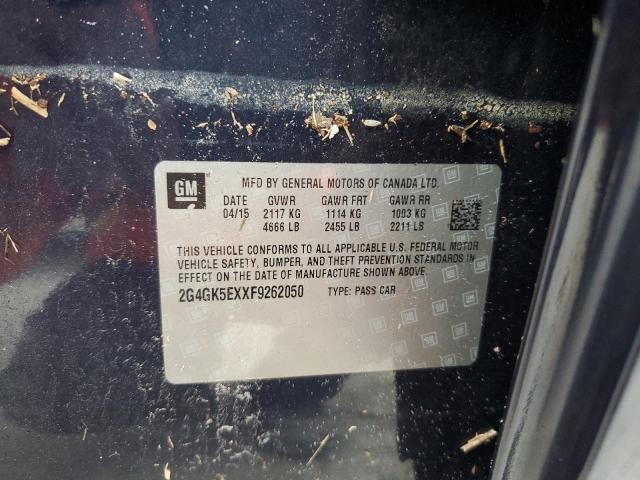 GM
MFD BY GENERAL MOTORS OF CANADA LTD.
DATE GVWR GAWR FRT GAWR RR
04/15 2117 KG 1114 KG 1003 KG
4666 LB 2455 LB 2211 LB
THIS VEHICLE CONFORMS TO ALL APPLICABLE U.S. FEDERAL MOTOR
VEHICLE SAFETY, BUMPER, AND THEFT PREVENTION STANDARDS IN
EFFECT ON THE DATE OF MANUFACTURE SHOWN ABOVE.
2G4GK5EXXF9262050 TYPE: PASS CAR